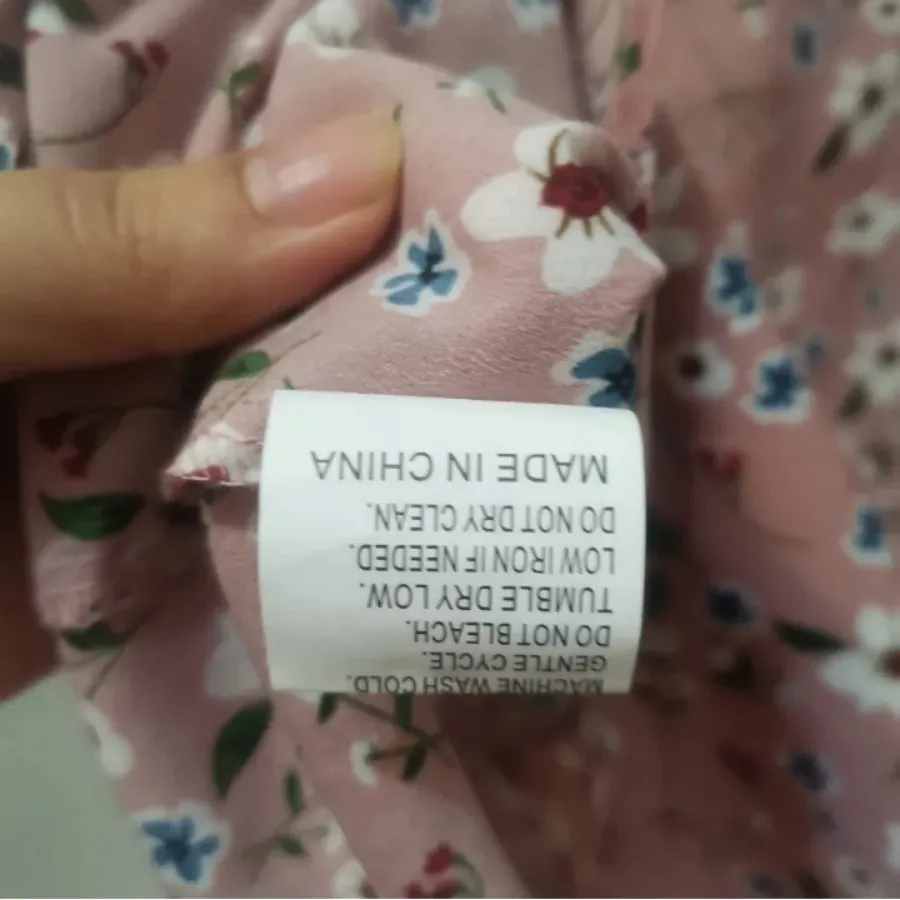 MACHINE WASH COLD.
GENTLE CYCLE.
DO NOT BLEACH.
TUMBLE DRY LOW.
LOW IRON IF NEEDED.
DO NOT DRY CLEAN.
MADE IN CHINA